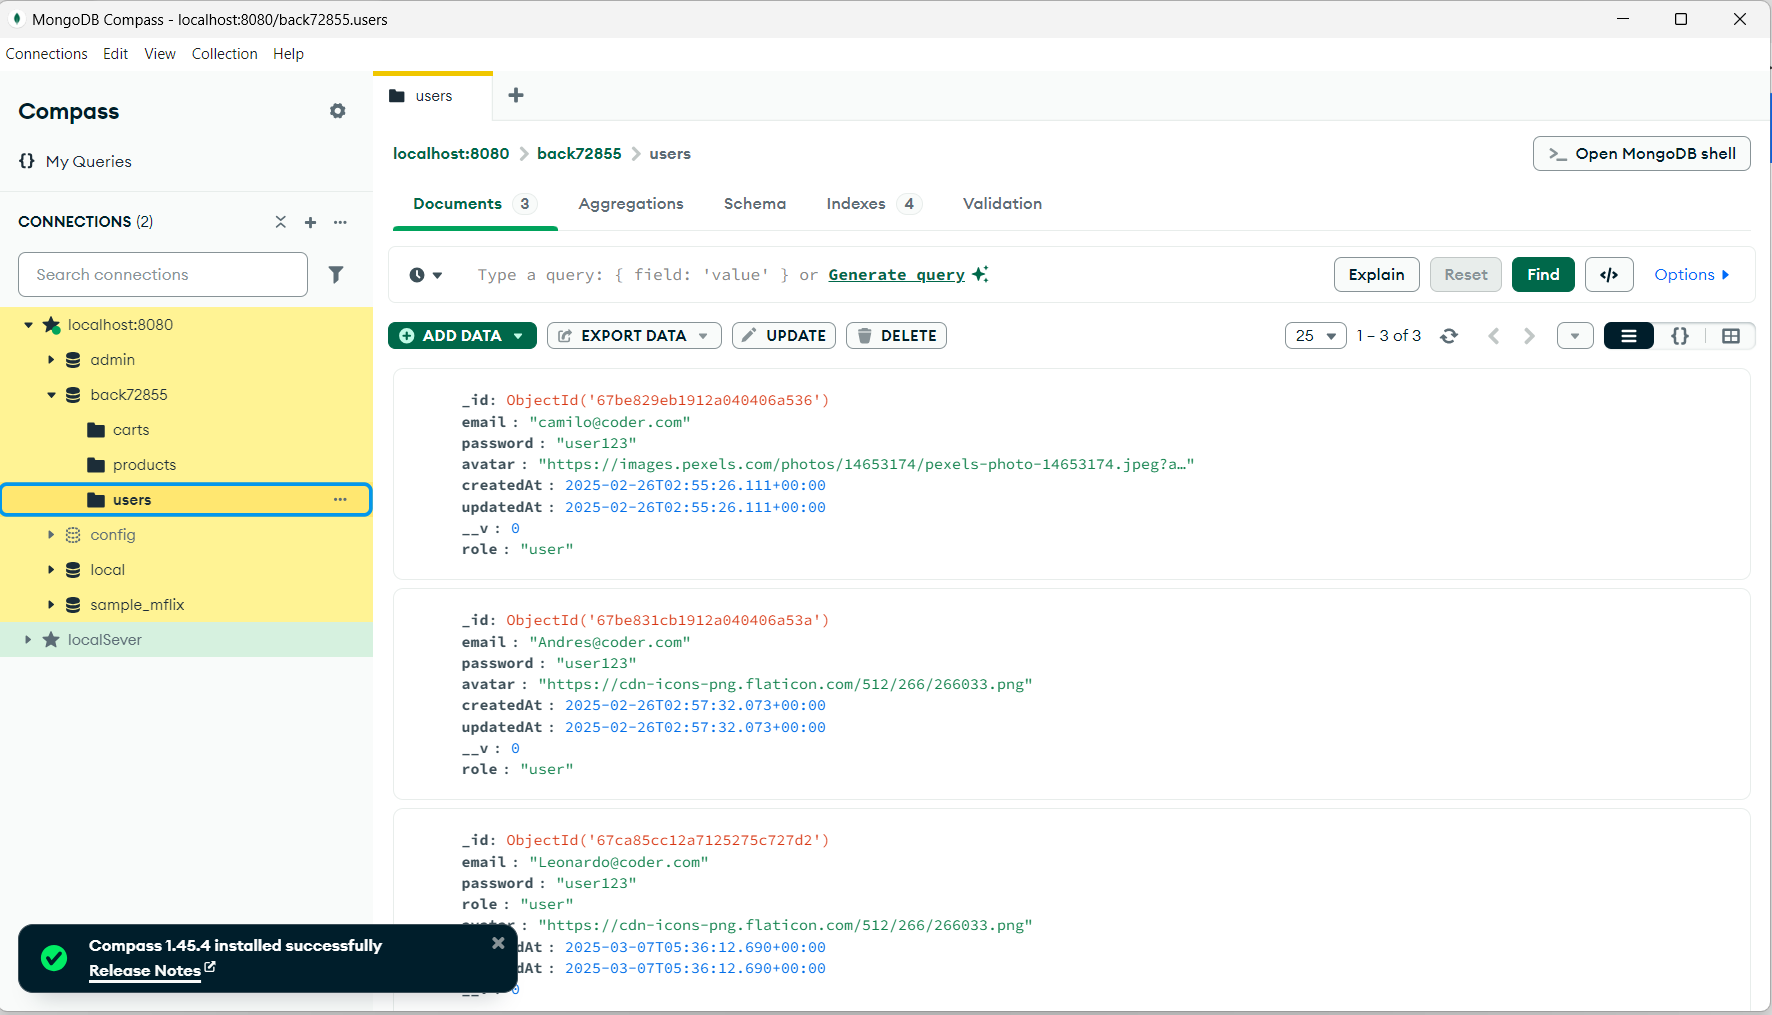 MongoDB Compass - localhost:8080/back72855.users
Connections Edit View Collection Help
Compass
{} My Queries
CONNECTIONS (2)
Search connections
localhost:8080
admin
back72855
carts
products
users
config
local
sample_mflix
localSever
users
localhost:8080 > back72855 > users
>_ Open MongoDB shell
Documents 3 Aggregations Schema Indexes 4 Validation
Type a query: { field: 'value' } or Generate query
Explain Reset Find </> Options
ADD DATA EXPORT DATA UPDATE DELETE
25 1 – 3 of 3 {}
_id: ObjectId('67be829eb1912a040406a536')
email : "camilo@coder.com"
password : "user123"
avatar : "https://images.pexels.com/photos/14653174/pexels-photo-14653174.jpeg?a…"
createdAt : 2025-02-26T02:55:26.111+00:00
updatedAt : 2025-02-26T02:55:26.111+00:00
__v : 0
role : "user"
_id: ObjectId('67be831cb1912a040406a53a')
email : "Andres@coder.com"
password : "user123"
avatar : "https://cdn-icons-png.flaticon.com/512/266/266033.png"
createdAt : 2025-02-26T02:57:32.073+00:00
updatedAt : 2025-02-26T02:57:32.073+00:00
__v : 0
role : "user"
_id: ObjectId('67ca85cc12a7125275c727d2')
email : "Leonardo@coder.com"
password : "user123"
role : "user"
: "https://cdn-icons-png.flaticon.com/512/266/266033.png"
dAt : 2025-03-07T05:36:12.690+00:00
dAt : 2025-03-07T05:36:12.690+00:00
0
Compass 1.45.4 installed successfully
Release Notes